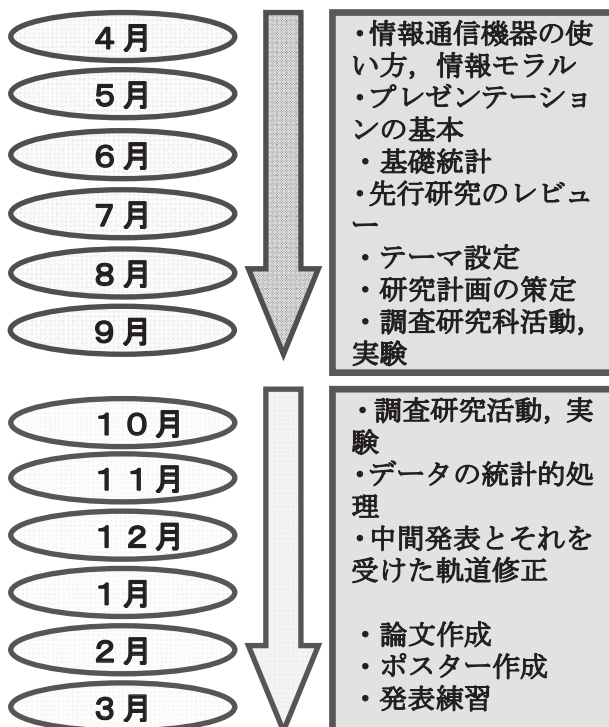 4月
5月
6月
7月
8月
9月
・情報通信機器の使
い方，情報モラル
・プレゼンテーショ
ンの基本
・基礎統計
・先行研究のレビュ
ー
・テーマ設定
・研究計画の策定
・調査研究科活動，
実験
10月
11月
12月
1月
2月
3月
・調査研究活動，実
験
・データの統計的処
理
・中間発表とそれを
受けた軌道修正
・論文作成
・ポスター作成
・発表練習